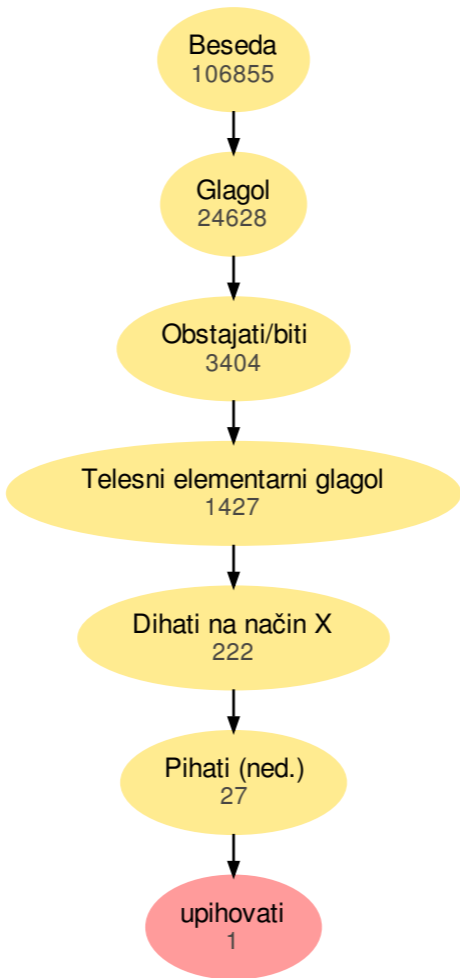 Beseda
106855
Glagol
24628
Obstajati/biti
3404
Telesni elementarni glagol
1427
Dihati na način X
222
Pihati (ned.)
27
upihovati
1